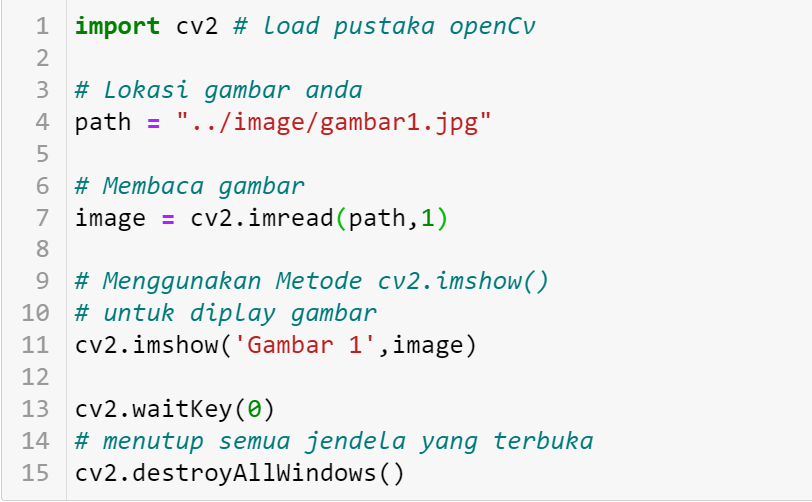 1 import cv2 # load pustaka openCv
2
3 # Lokasi gambar anda
4 path = "../image/gambar1.jpg"
5
6 # Membaca gambar
7 image = cv2.imread(path,1)
8
9 # Menggunakan Metode cv2.imshow()
10 # untuk diplay gambar
11 cv2.imshow('Gambar 1',image)
12
13 cv2.waitKey(0)
14 # menutup semua jendela yang terbuka
15 cv2.destroyAllWindows()